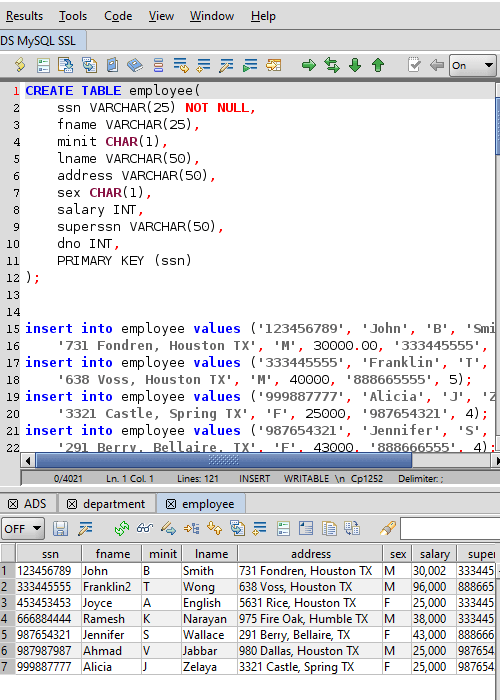 Results Tools Code View Window Help
DS MySQL SSL
On
1 CREATE TABLE employee(
2 ssn VARCHAR(25) NOT NULL,
3 fname VARCHAR(25),
4 minit CHAR(1),
5 lname VARCHAR(50),
6 address VARCHAR(50),
7 sex CHAR(1),
8 salary INT,
9 superssn VARCHAR(50),
10 dno INT,
11 PRIMARY KEY (ssn)
12 );
13
14
15 insert into employee values ('123456789', 'John', 'B', 'Smi
16 '731 Fondren, Houston TX', 'M', 30000.00, '333445555',
17 insert into employee values ('333445555', 'Franklin', 'T',
18 '638 Voss, Houston TX', 'M', 40000, '888665555', 5);
19 insert into employee values ('999887777', 'Alicia', 'J', 'Z
20 '3321 Castle, Spring TX', 'F', 25000, '987654321', 4);
21 insert into employee values ('987654321', 'Jennifer', 'S',
22 '291 Berry, Bellaire, TX', 'F', 43000, '888666555', 4);
0/4021 Ln. 1 Col. 1 Lines: 121 INSERT WRITABLE \n Cp1252 Delimiter: ;
ADS department employee
OFF
ssn fname minit lname address sex salary super
1 123456789 John B Smith 731 Fondren, Houston TX M 30,002 333445
2 333445555 Franklin2 T Wong 638 Voss, Houston TX M 96,000 888665
3 453453453 Joyce A English 5631 Rice, Houston TX F 25,000 333445
4 666884444 Ramesh K Narayan 975 Fire Oak, Humble TX M 38,000 333445
5 987654321 Jennifer S Wallace 291 Berry, Bellaire, TX F 43,000 888666
6 987987987 Ahmad V Jabbar 980 Dallas, Houston TX M 25,000 987654
7 999887777 Alicia J Zelaya 3321 Castle, Spring TX F 25,000 987654